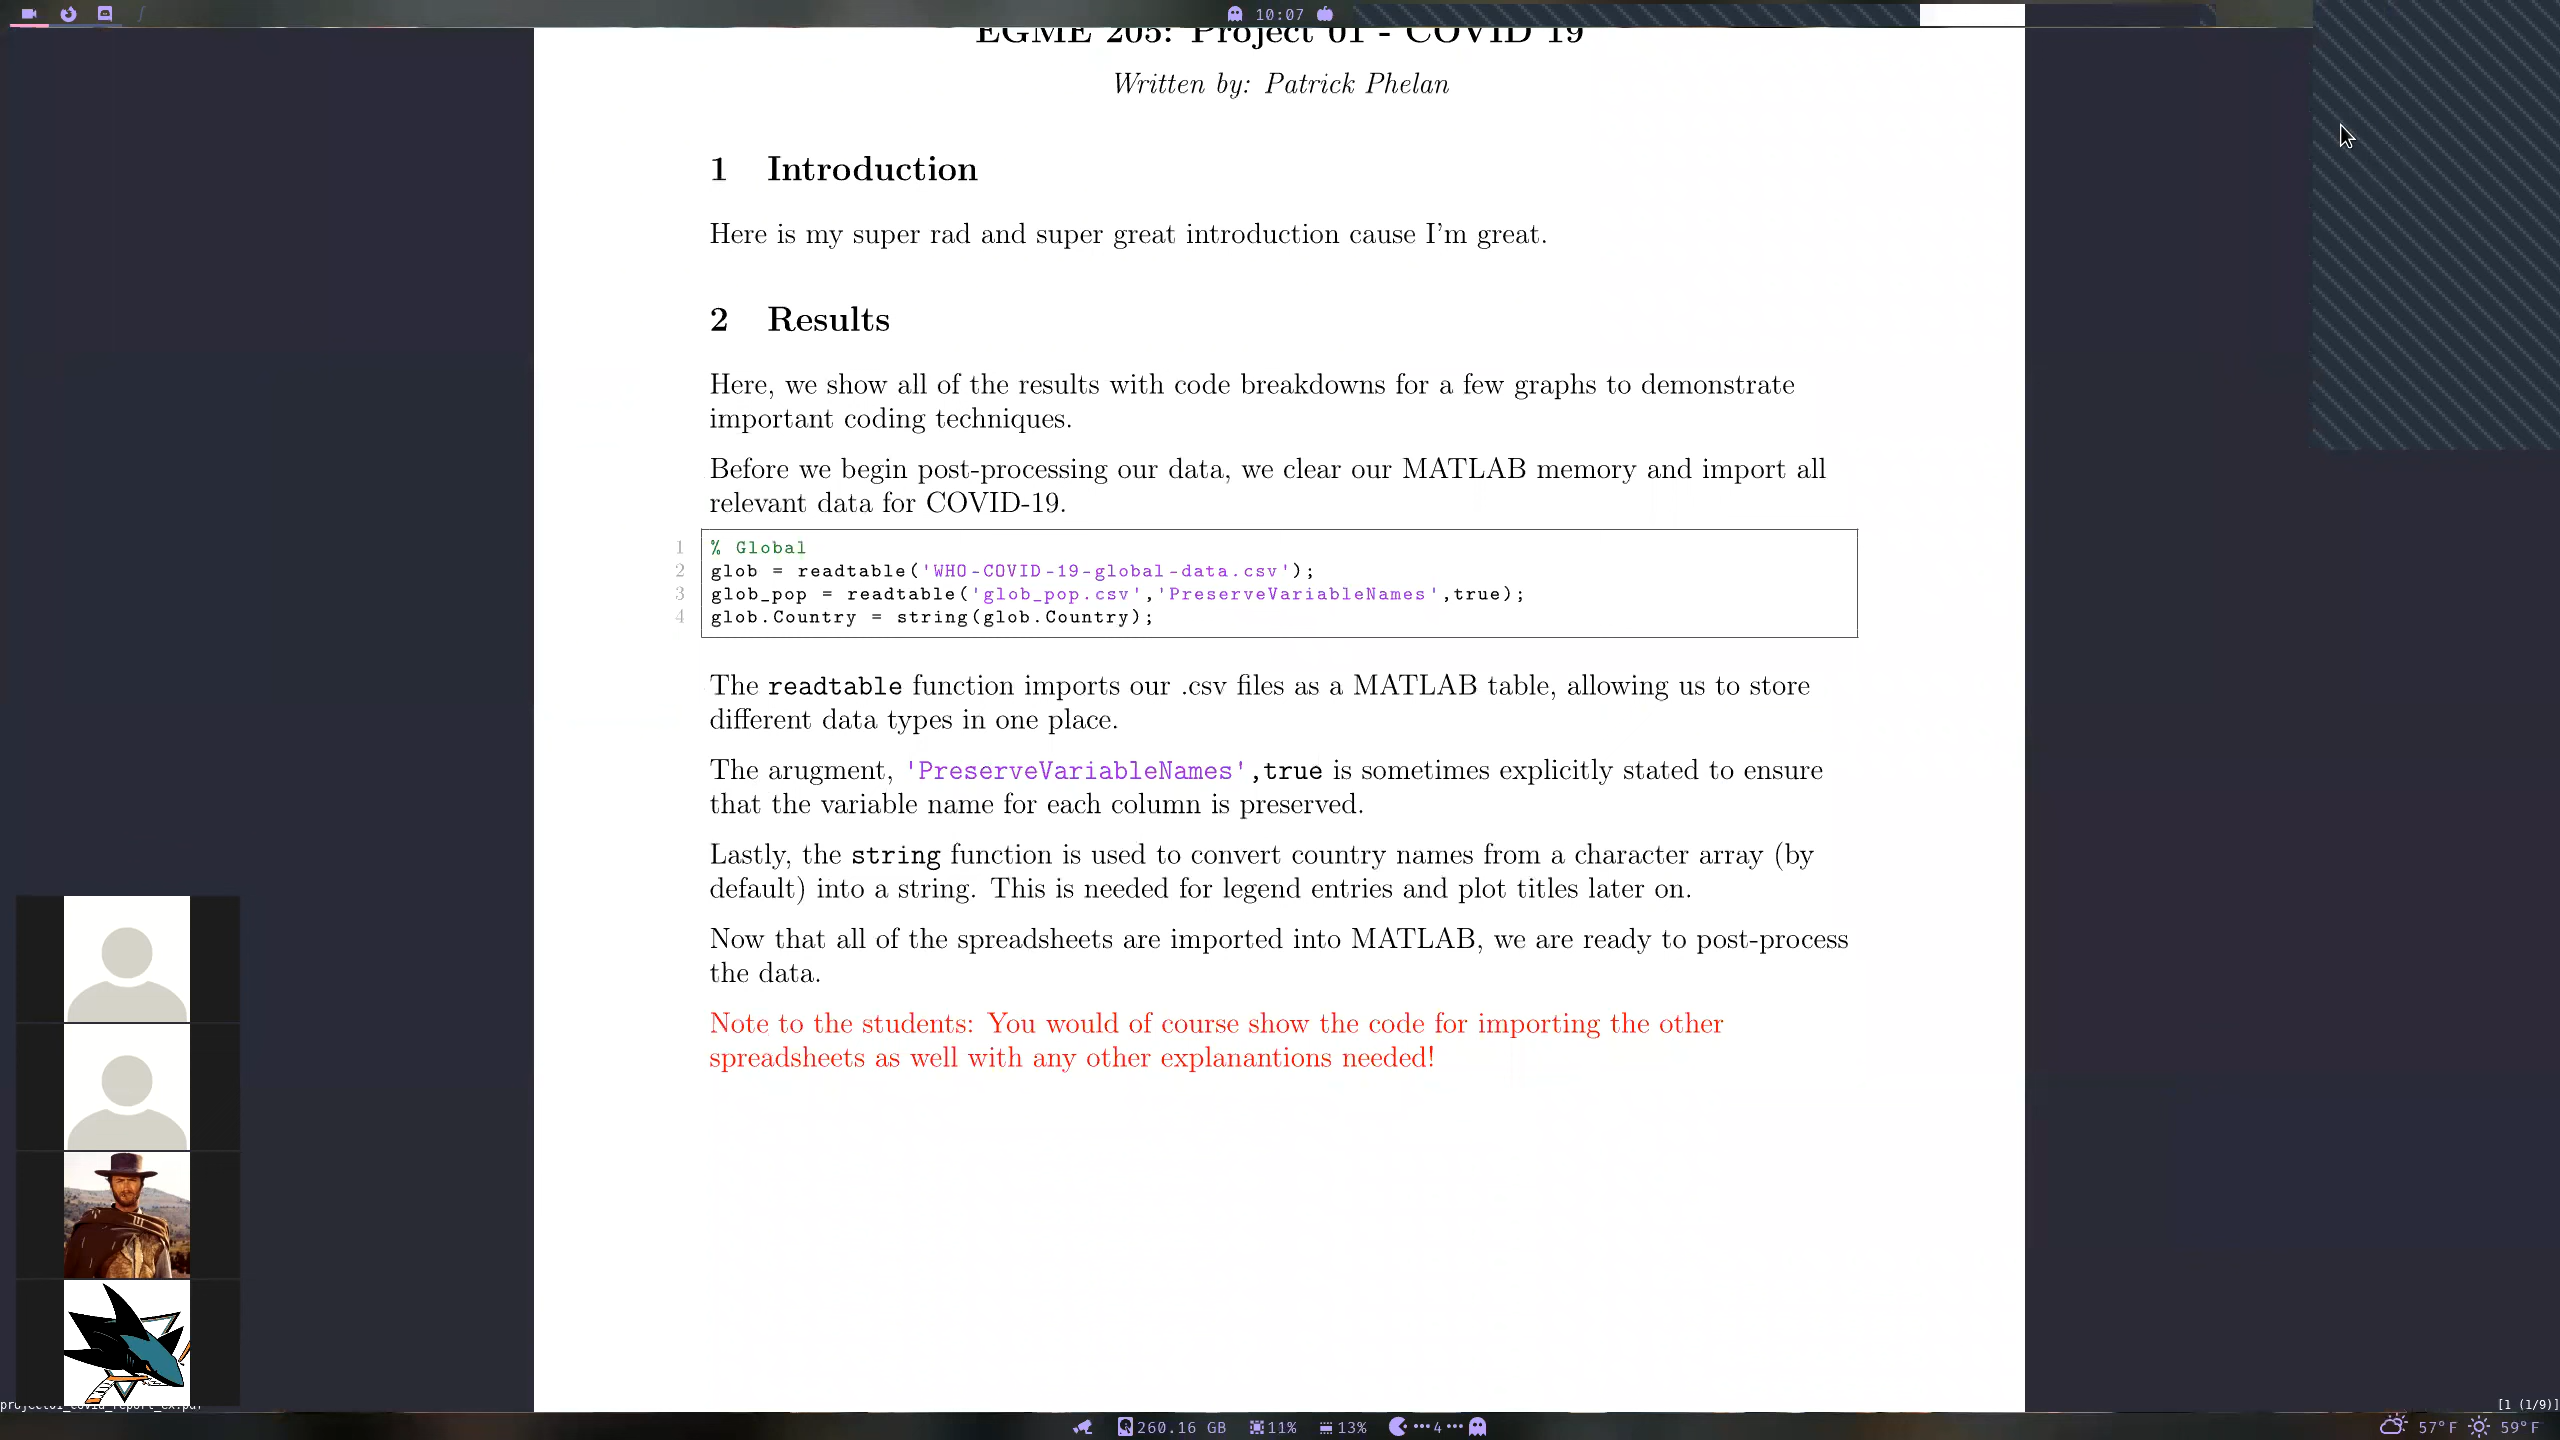 10:07
EGME 205: Project 01 - COVID 19
Written by: Patrick Phelan
1 Introduction
Here is my super rad and super great introduction cause I'm great.
2 Results
Here, we show all of the results with code breakdowns for a few graphs to demonstrate
important coding techniques.
Before we begin post-processing our data, we clear our MATLAB memory and import all
relevant data for COVID-19.
1 % Global
2 glob = readtable('WHO-COVID-19-global-data.csv');
3 glob_pop = readtable('glob_pop.csv','PreserveVariableNames',true);
4 glob.Country = string(glob.Country);
The readtable function imports our .csv files as a MATLAB table, allowing us to store
different data types in one place.
The arugment, 'PreserveVariableNames',true is sometimes explicitly stated to ensure
that the variable name for each column is preserved.
Lastly, the string function is used to convert country names from a character array (by
default) into a string. This is needed for legend entries and plot titles later on.
Now that all of the spreadsheets are imported into MATLAB, we are ready to post-process
the data.
Note to the students: You would of course show the code for importing the other
spreadsheets as well with any other explanantions needed!
project01_covid_report_ex.pdf
[1 (1/9)]
260.16 GB 11% 13% 4
57°F 59°F